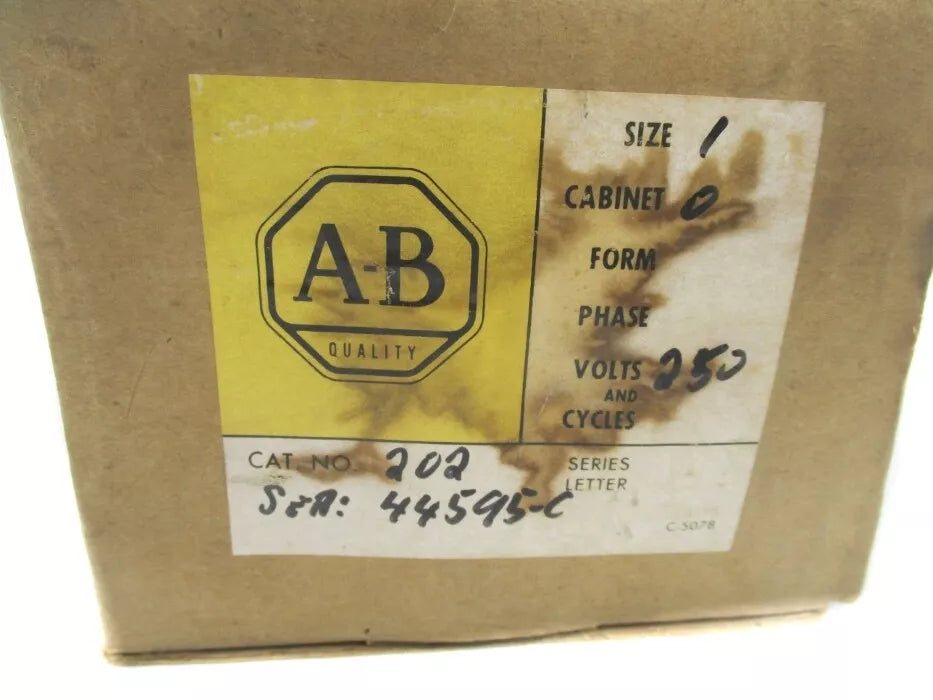 A-B
QUALITY
SIZE 1
CABINET 0
FORM
PHASE
VOLTS 250
AND
CYCLES
CAT. NO. 202
SER: 44595-C
SERIES
LETTER
C-5078